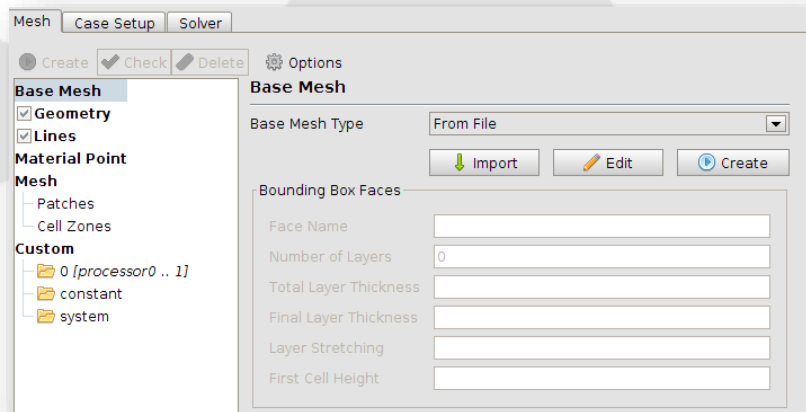 Mesh Case Setup Solver
Create Check Delete Options
Base Mesh
Geometry
Lines
Material Point
Mesh
Patches
Cell Zones
Custom
0 [processor0 .. 1]
constant
system
Base Mesh
Base Mesh Type From File
Import Edit Create
Bounding Box Faces
Face Name
Number of Layers 0
Total Layer Thickness
Final Layer Thickness
Layer Stretching
First Cell Height